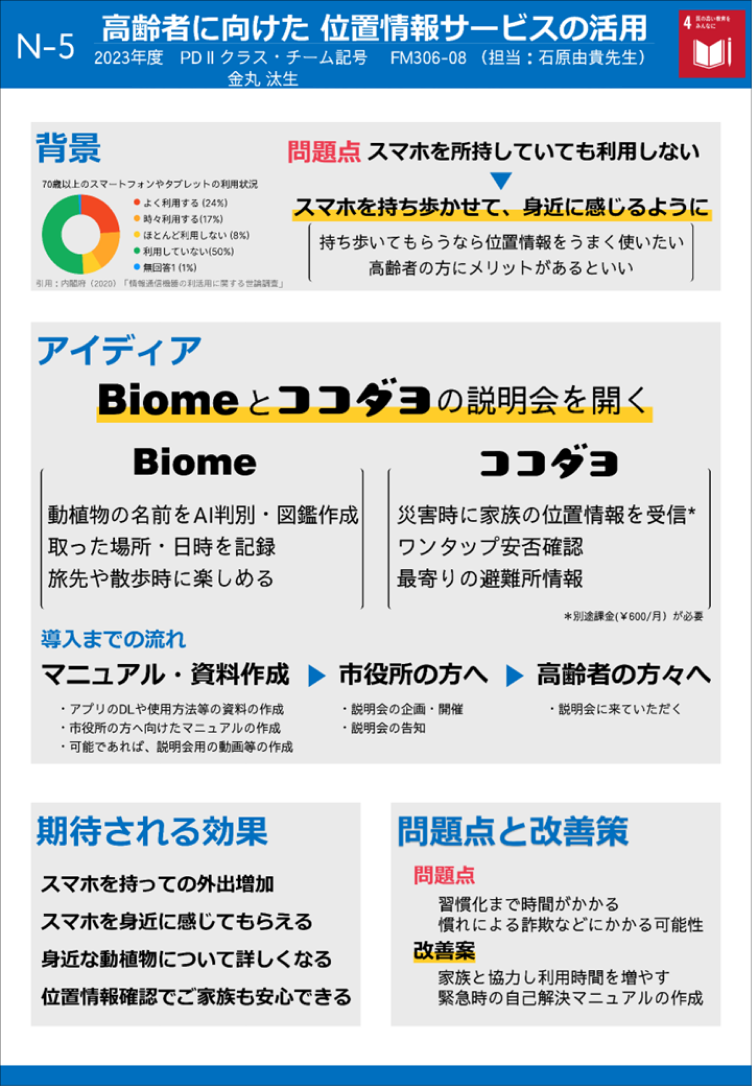 N-5
高齢者に向けた 位置情報サービスの活用
2023年度　PDⅡクラス・チーム記号　FM306-08 （担当：石原由貴先生）
金丸 汰生
4 質の高い教育を
みんなに
背景
70歳以上のスマートフォンやタブレットの利用状況
よく利用する (24%)
時々利用する(17%)
ほとんど利用しない (8%)
利用していない(50%)
無回答1 (1%)
引用：内閣府（2020）「情報通信機器の利活用に関する世論調査」
問題点 スマホを所持していても利用しない
スマホを持ち歩かせて、身近に感じるように
持ち歩いてもらうなら位置情報をうまく使いたい
高齢者の方にメリットがあるといい
アイディア
Biomeとココダヨの説明会を開く
Biome
動植物の名前をAI判別・図鑑作成
取った場所・日時を記録
旅先や散歩時に楽しめる
ココダヨ
災害時に家族の位置情報を受信*
ワンタップ安否確認
最寄りの避難所情報
＊別途課金(￥600/月）が必要
導入までの流れ
マニュアル・資料作成 ▶ 市役所の方へ ▶ 高齢者の方々へ
・アプリのDLや使用方法等の資料の作成
・市役所の方へ向けたマニュアルの作成
・可能であれば、説明会用の動画等の作成
・説明会の企画・開催
・説明会の告知
・説明会に来ていただく
期待される効果
スマホを持っての外出増加
スマホを身近に感じてもらえる
身近な動植物について詳しくなる
位置情報確認でご家族も安心できる
問題点と改善策
問題点
習慣化まで時間がかかる
慣れによる詐欺などにかかる可能性
改善案
家族と協力し利用時間を増やす
緊急時の自己解決マニュアルの作成